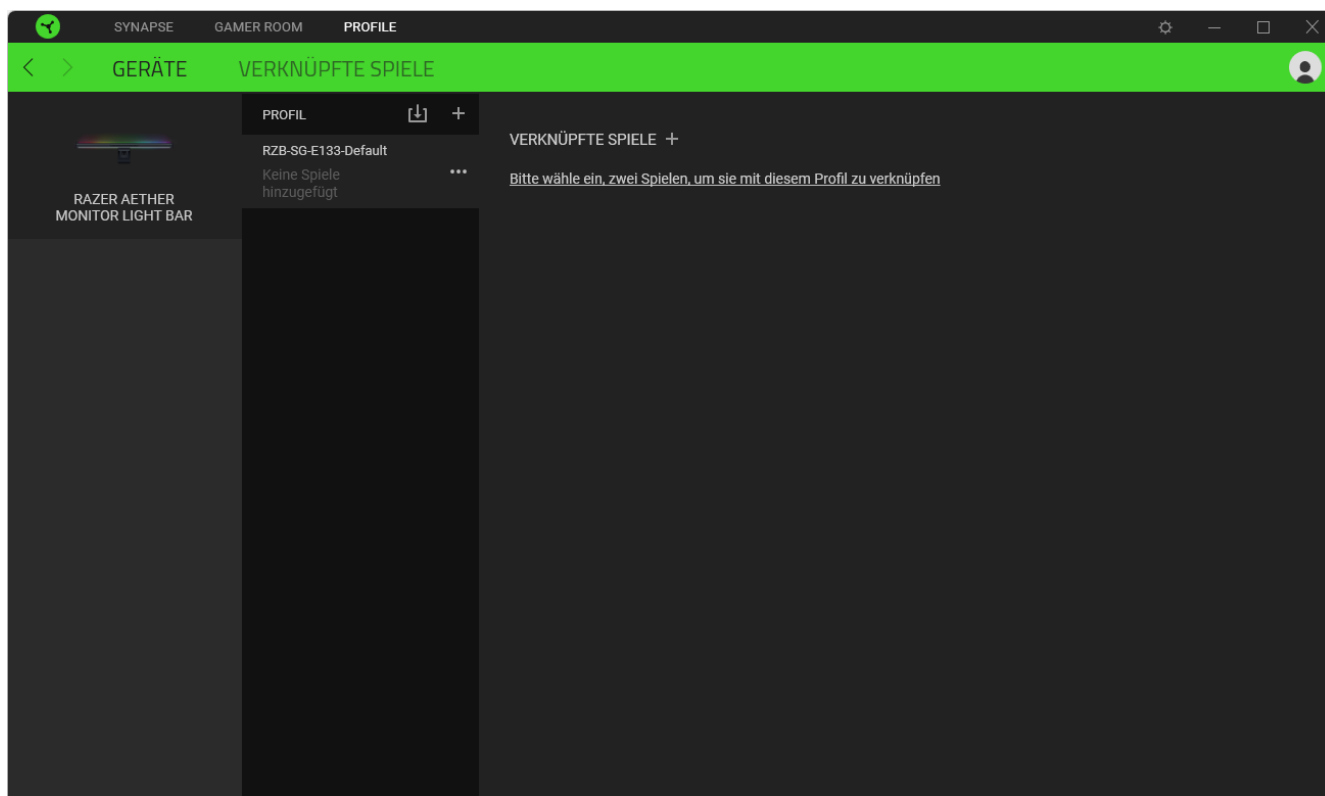 SYNAPSE GAMER ROOM PROFILE
GERÄTE VERKNÜPFTE SPIELE
RAZER AETHER
MONITOR LIGHT BAR
PROFIL
RZB-SG-E133-Default
Keine Spiele
hinzugefügt
VERKNÜPFTE SPIELE
Bitte wähle ein, zwei Spielen, um sie mit diesem Profil zu verknüpfen